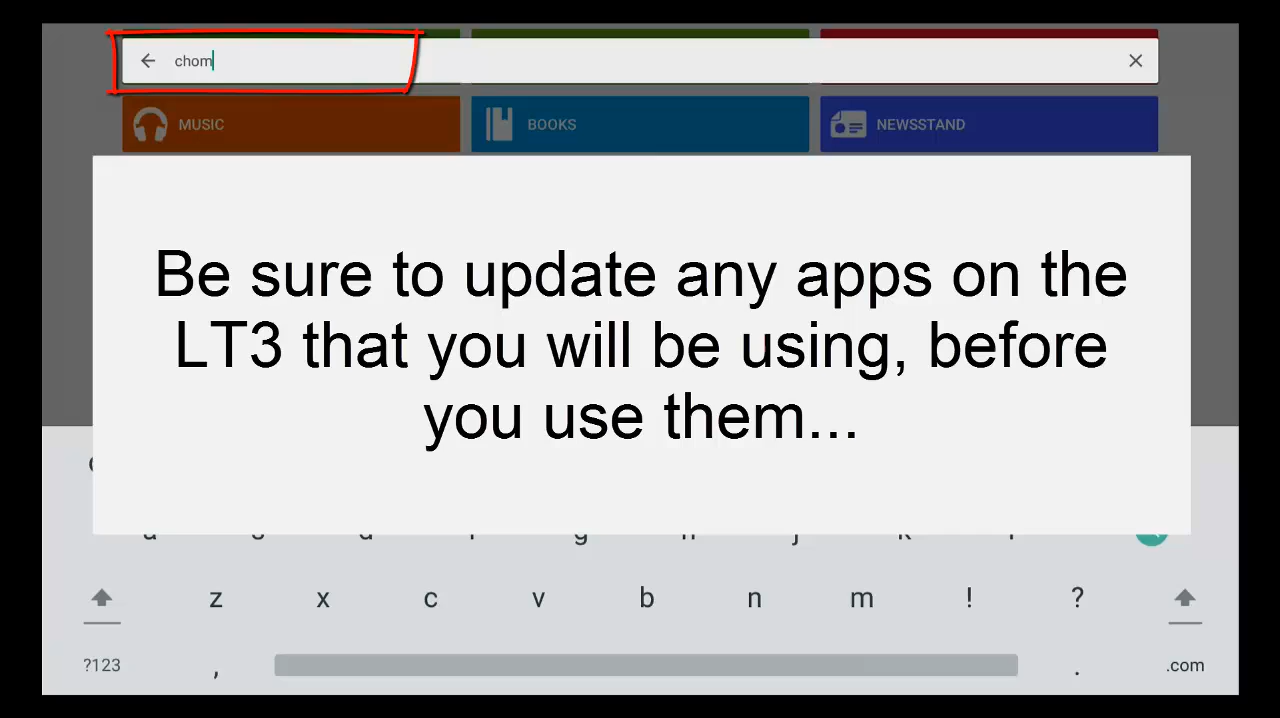 chom
MUSIC
BOOKS
NEWSSTAND
Be sure to update any apps on the
LT3 that you will be using, before
you use them...
z x c v b n m ! ?
?123 , . .com